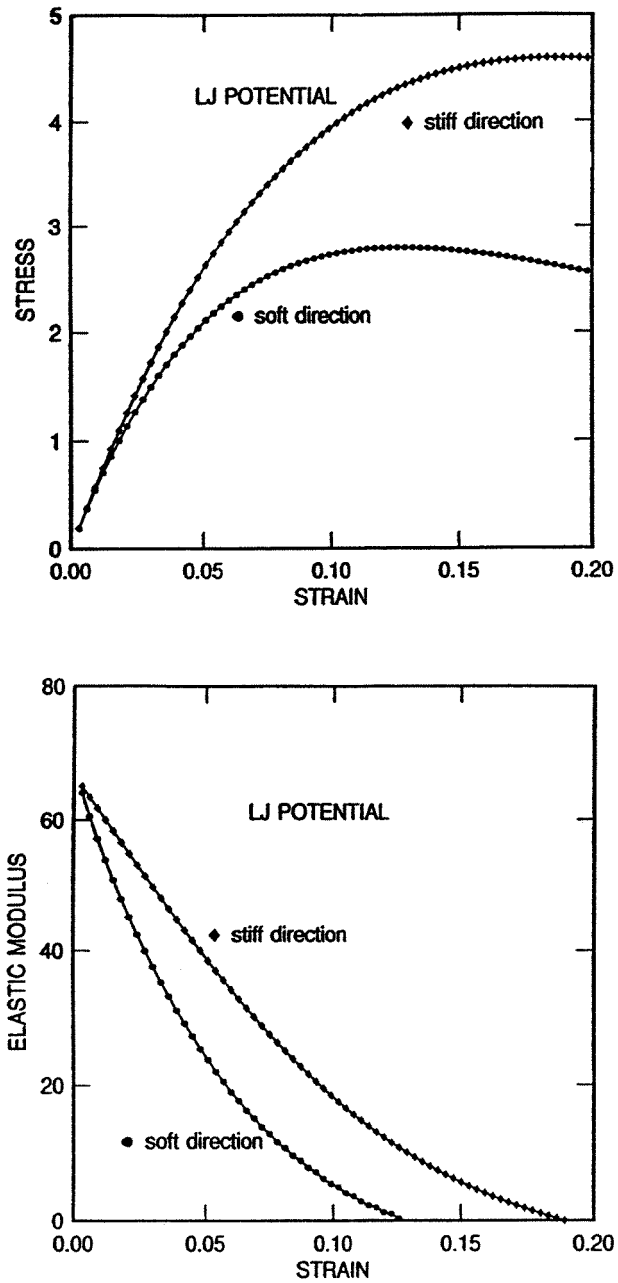 5
LJ POTENTIAL
stiff direction
4
3
STRESS
soft direction
2
1
0
0.00 0.05 0.10 0.15 0.20
STRAIN
80
LJ POTENTIAL
60
stiff direction
ELASTIC MODULUS
40
20
soft direction
0
0.00 0.05 0.10 0.15 0.20
STRAIN